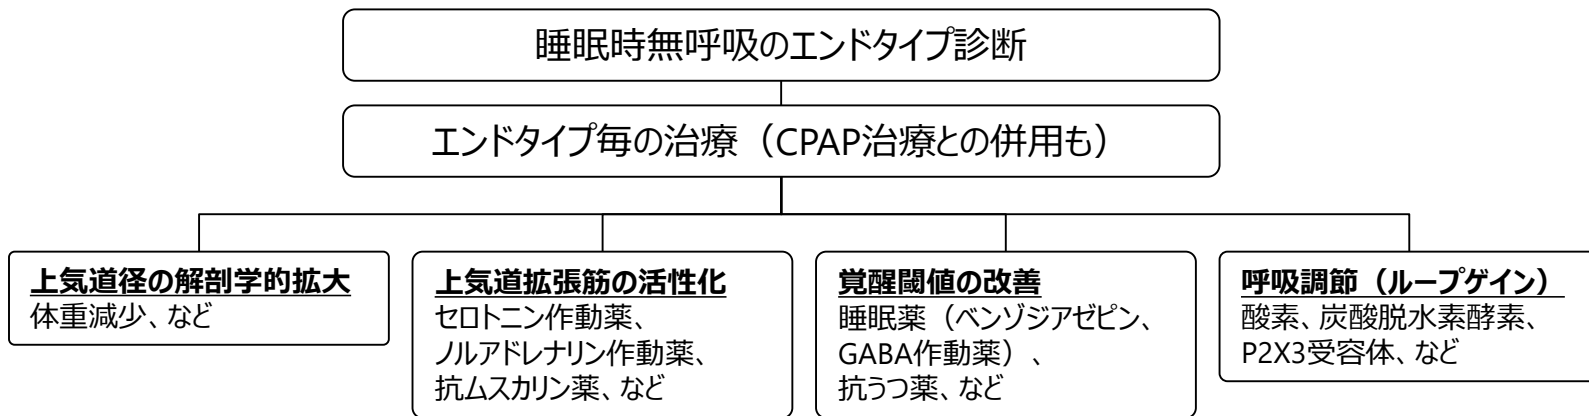 睡眠時無呼吸のエンドタイプ診断
エンドタイプ毎の治療（CPAP治療との併用も）
上気道径の解剖学的拡大
体重減少、など
上気道拡張筋の活性化
セロトニン作動薬、
ノルアドレナリン作動薬、
抗ムスカリン薬、など
覚醒閾値の改善
睡眠薬（ベンゾジアゼピン、
GABA作動薬）、
抗うつ薬、など
呼吸調節（ループゲイン）
酸素、炭酸脱水素酵素、
P2X3受容体、など